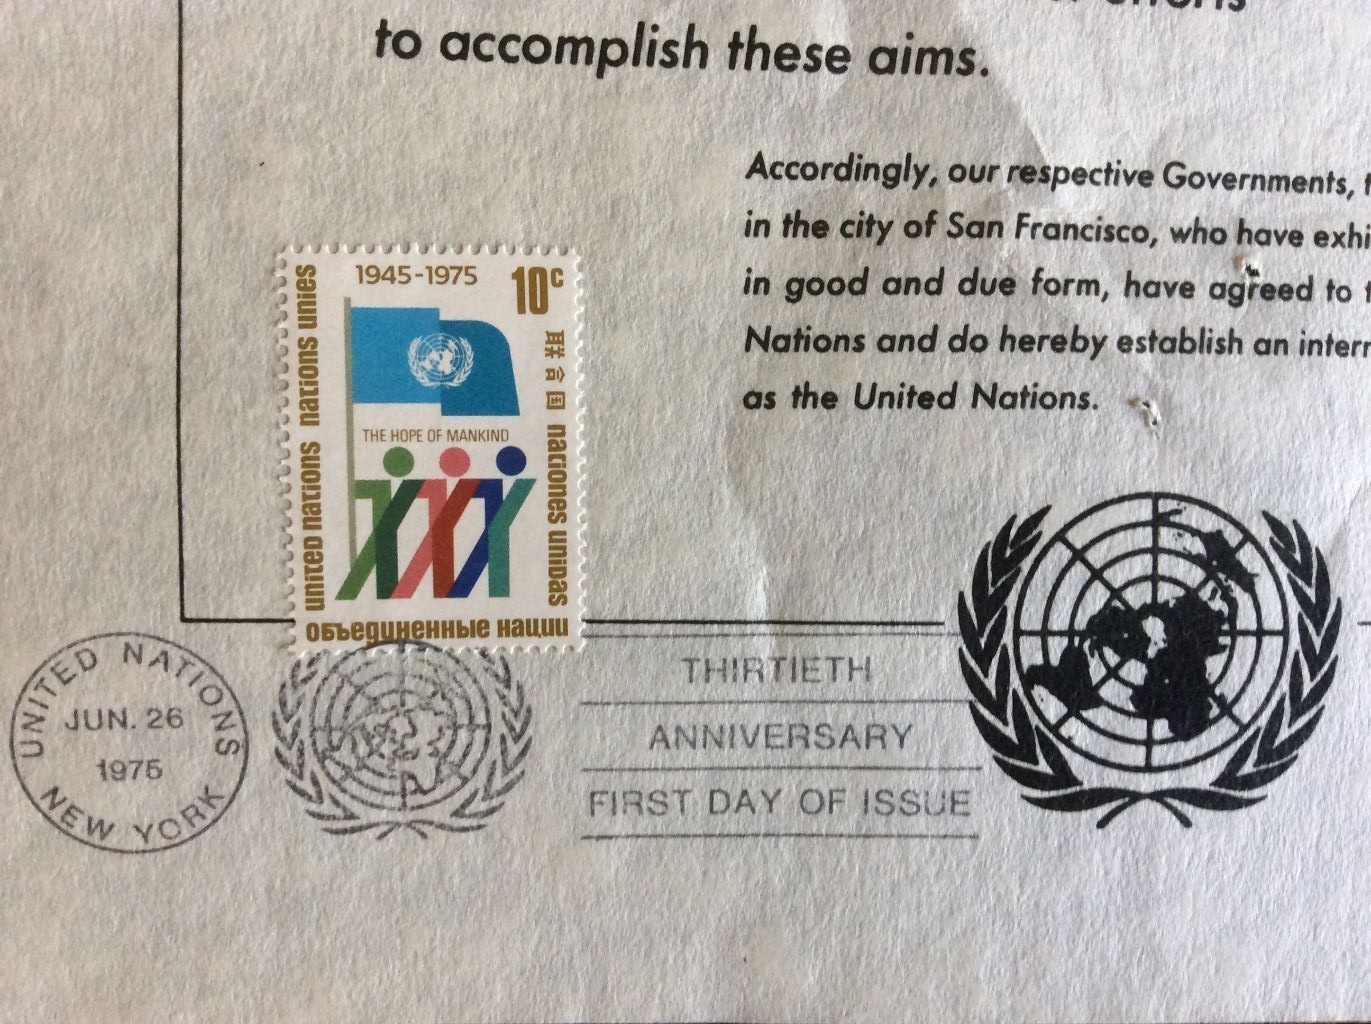 to accomplish these aims.
Accordingly, our respective Governments,
in the city of San Francisco, who have
in good and due form, have agreed to
Nations and do hereby establish an
as the United Nations.
1945-1975
10c
united nations nations unies
联合国 naciones unidas
THE HOPE OF MANKIND
объединенные нации
UNITED NATIONS
JUN. 26
1975
NEW YORK
THIRTIETH
ANNIVERSARY
FIRST DAY OF ISSUE